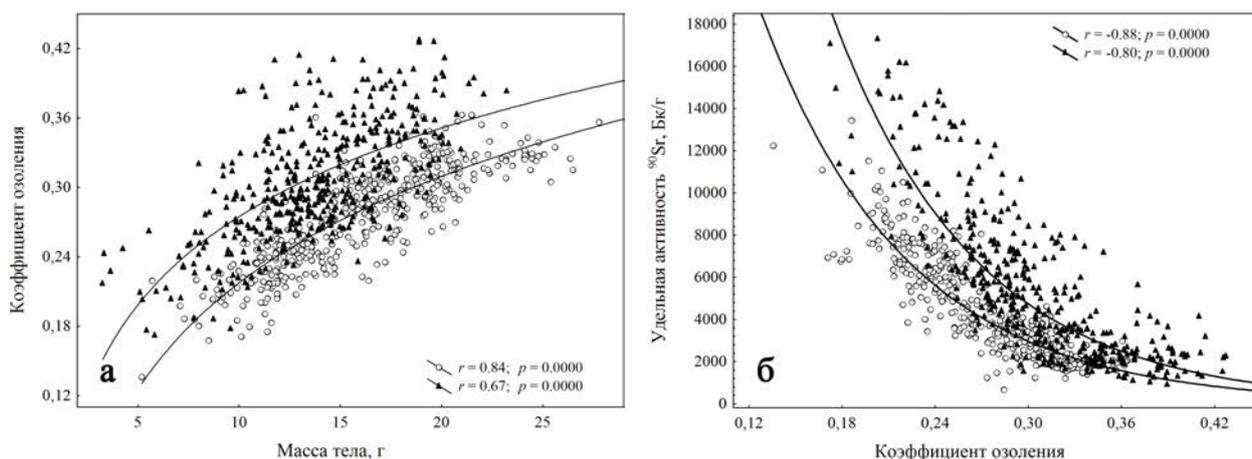 0,42
0,36
0,30
0,24
0,18
0,12
Коэффициент озоления
а
r = 0.84; p = 0.0000
r = 0.67; p = 0.0000
5 10 15 20 25
Масса тела, г
18000
16000
14000
12000
10000
8000
6000
4000
2000
0
Удельная активность ⁹⁰Sr, Бк/г
r = -0.88; p = 0.0000
r = -0.80; p = 0.0000
б
0,12 0,18 0,24 0,30 0,36 0,42
Коэффициент озоления